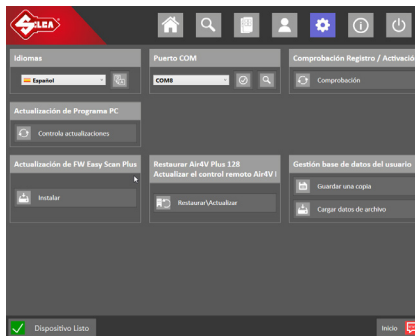 SILCA
Idiomas
Español
Puerto COM
COM8
Comprobación Registro / Activació
Comprobación
Actualización de Programa PC
Controla actualizaciones
Actualización de FW Easy Scan Plus
Instalar
Restaurar Air4V Plus 128
Actualizar el control remoto Air4V
Restaurar\Actualizar
Gestión base de datos del usuario
Guardar una copia
Cargar datos de archivo
Dispositivo Listo
Inicio